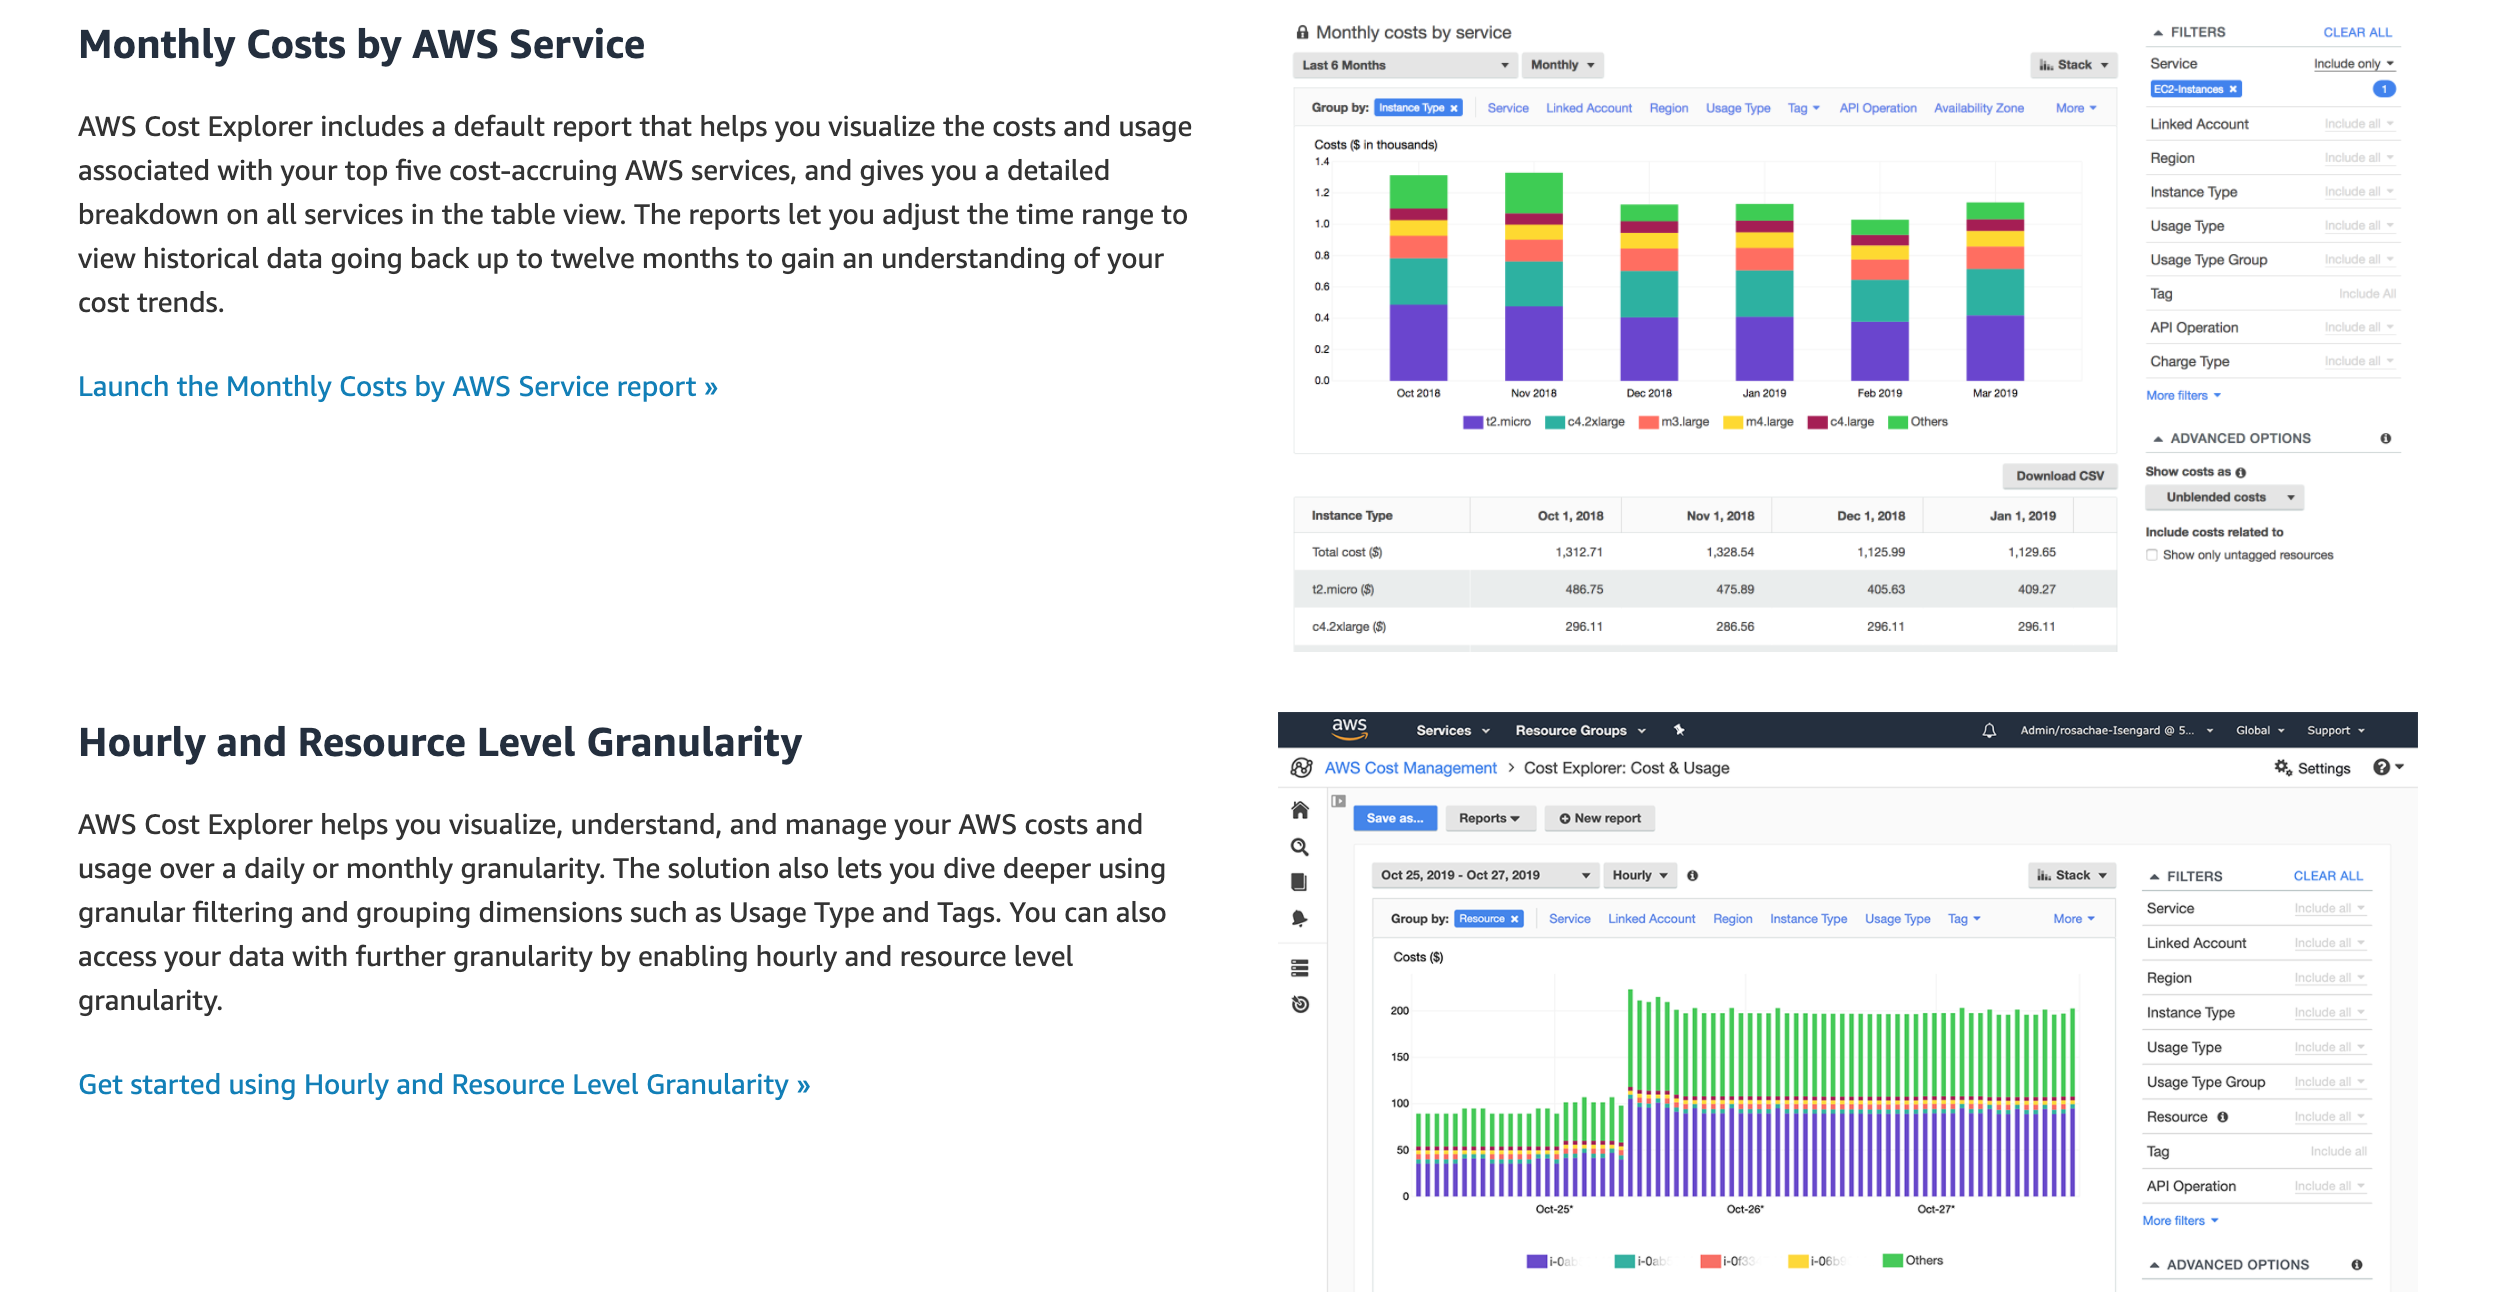 Monthly Costs by AWS Service
AWS Cost Explorer includes a default report that helps you visualize the costs and usage
associated with your top five cost-accruing AWS services, and gives you a detailed
breakdown on all services in the table view. The reports let you adjust the time range to
view historical data going back up to twelve months to gain an understanding of your
cost trends.
Launch the Monthly Costs by AWS Service report »
Monthly costs by service
Last 6 Months Monthly Stack
Group by: Instance Type × Service Linked Account Region Usage Type Tag API Operation Availability Zone More
Costs ($ in thousands)
1.4
1.2
1.0
0.8
0.6
0.4
0.2
0.0
Oct 2018 Nov 2018 Dec 2018 Jan 2019 Feb 2019 Mar 2019
t2.micro c4.2xlarge m3.large m4.large c4.large Others
Download CSV
Instance Type Oct 1, 2018 Nov 1, 2018 Dec 1, 2018 Jan 1, 2019
Total cost ($) 1,312.71 1,328.54 1,125.99 1,129.65
t2.micro ($) 486.75 475.89 405.63 409.27
c4.2xlarge ($) 296.11 286.56 296.11 296.11
FILTERS CLEAR ALL
Service Include only
EC2-Instances × 1
Linked Account Include all
Region Include all
Instance Type Include all
Usage Type Include all
Usage Type Group Include all
Tag Include All
API Operation Include all
Charge Type Include all
More filters
ADVANCED OPTIONS
Show costs as
Unblended costs
Include costs related to
Show only untagged resources
Hourly and Resource Level Granularity
AWS Cost Explorer helps you visualize, understand, and manage your AWS costs and
usage over a daily or monthly granularity. The solution also lets you dive deeper using
granular filtering and grouping dimensions such as Usage Type and Tags. You can also
access your data with further granularity by enabling hourly and resource level
granularity.
Get started using Hourly and Resource Level Granularity »
aws Services Resource Groups Admin/rosachae-Isengard @ 5... Global Support
AWS Cost Management > Cost Explorer: Cost & Usage Settings
Save as... Reports New report
Oct 25, 2019 - Oct 27, 2019 Hourly Stack
Group by: Resource × Service Linked Account Region Instance Type Usage Type Tag More
Costs ($)
200
150
100
50
0
Oct-25* Oct-26* Oct-27*
i-0ab i-0ab i-0f33 i-06b9 Others
FILTERS CLEAR ALL
Service Include all
Linked Account Include all
Region Include all
Instance Type Include all
Usage Type Include all
Usage Type Group Include all
Resource Include all
Tag Include all
API Operation Include all
More filters
ADVANCED OPTIONS